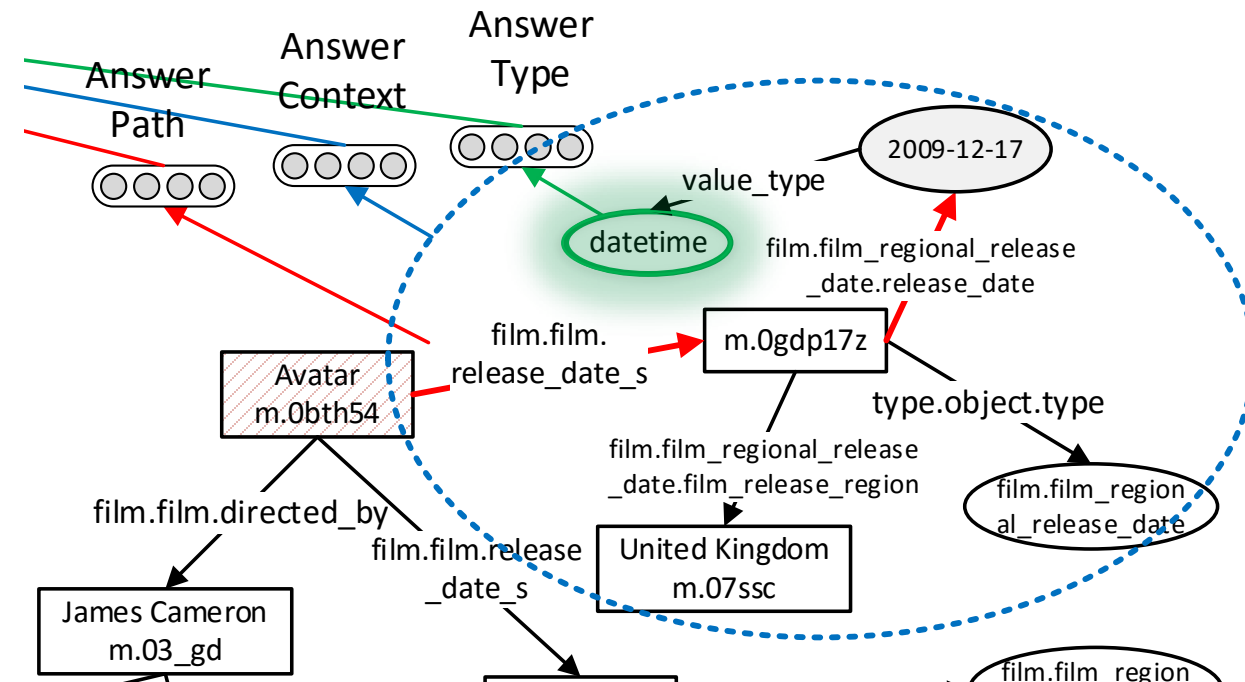 Answer
Type
Answer
Context
Answer
Path
2009-12-17
value_type
datetime
film.film_regional_release
_date.release_date
film.film.
release_date_s
m.0gdp17z
Avatar
m.0bth54
type.object.type
film.film_regional_release
_date.film_release_region
film.film_region
al_release_date
film.film.directed_by
film.film.release
_date_s
United Kingdom
m.07ssc
James Cameron
m.03_gd
film.film_region